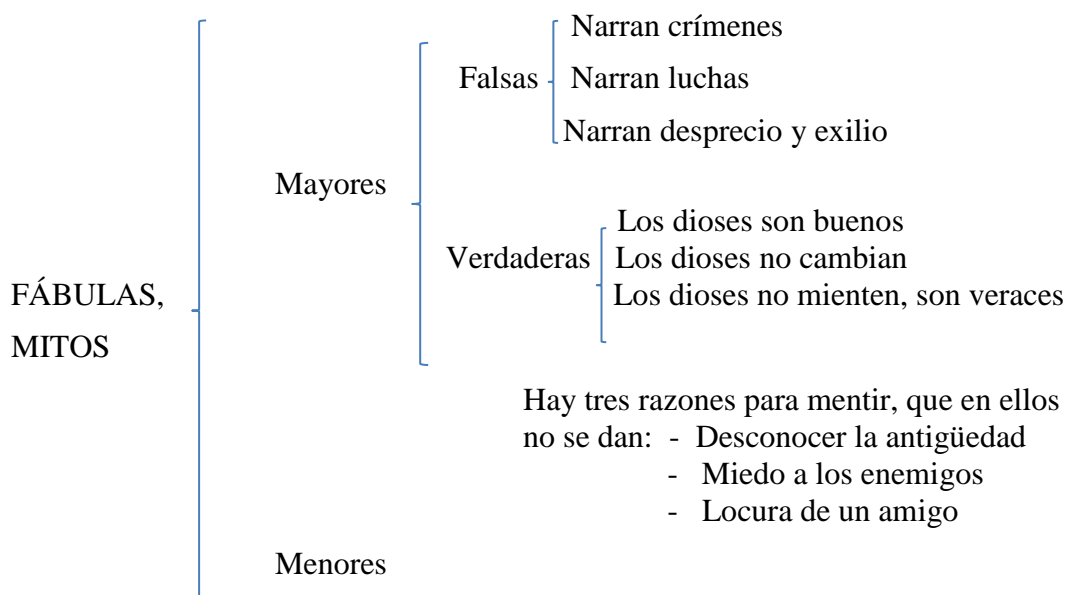 Narran crímenes
Falsas Narran luchas
Narran desprecio y exilio
Mayores
Los dioses son buenos
Verdaderas Los dioses no cambian
Los dioses no mienten, son veraces
FÁBULAS,
MITOS
Hay tres razones para mentir, que en ellos
no se dan: - Desconocer la antigüedad
- Miedo a los enemigos
- Locura de un amigo
Menores